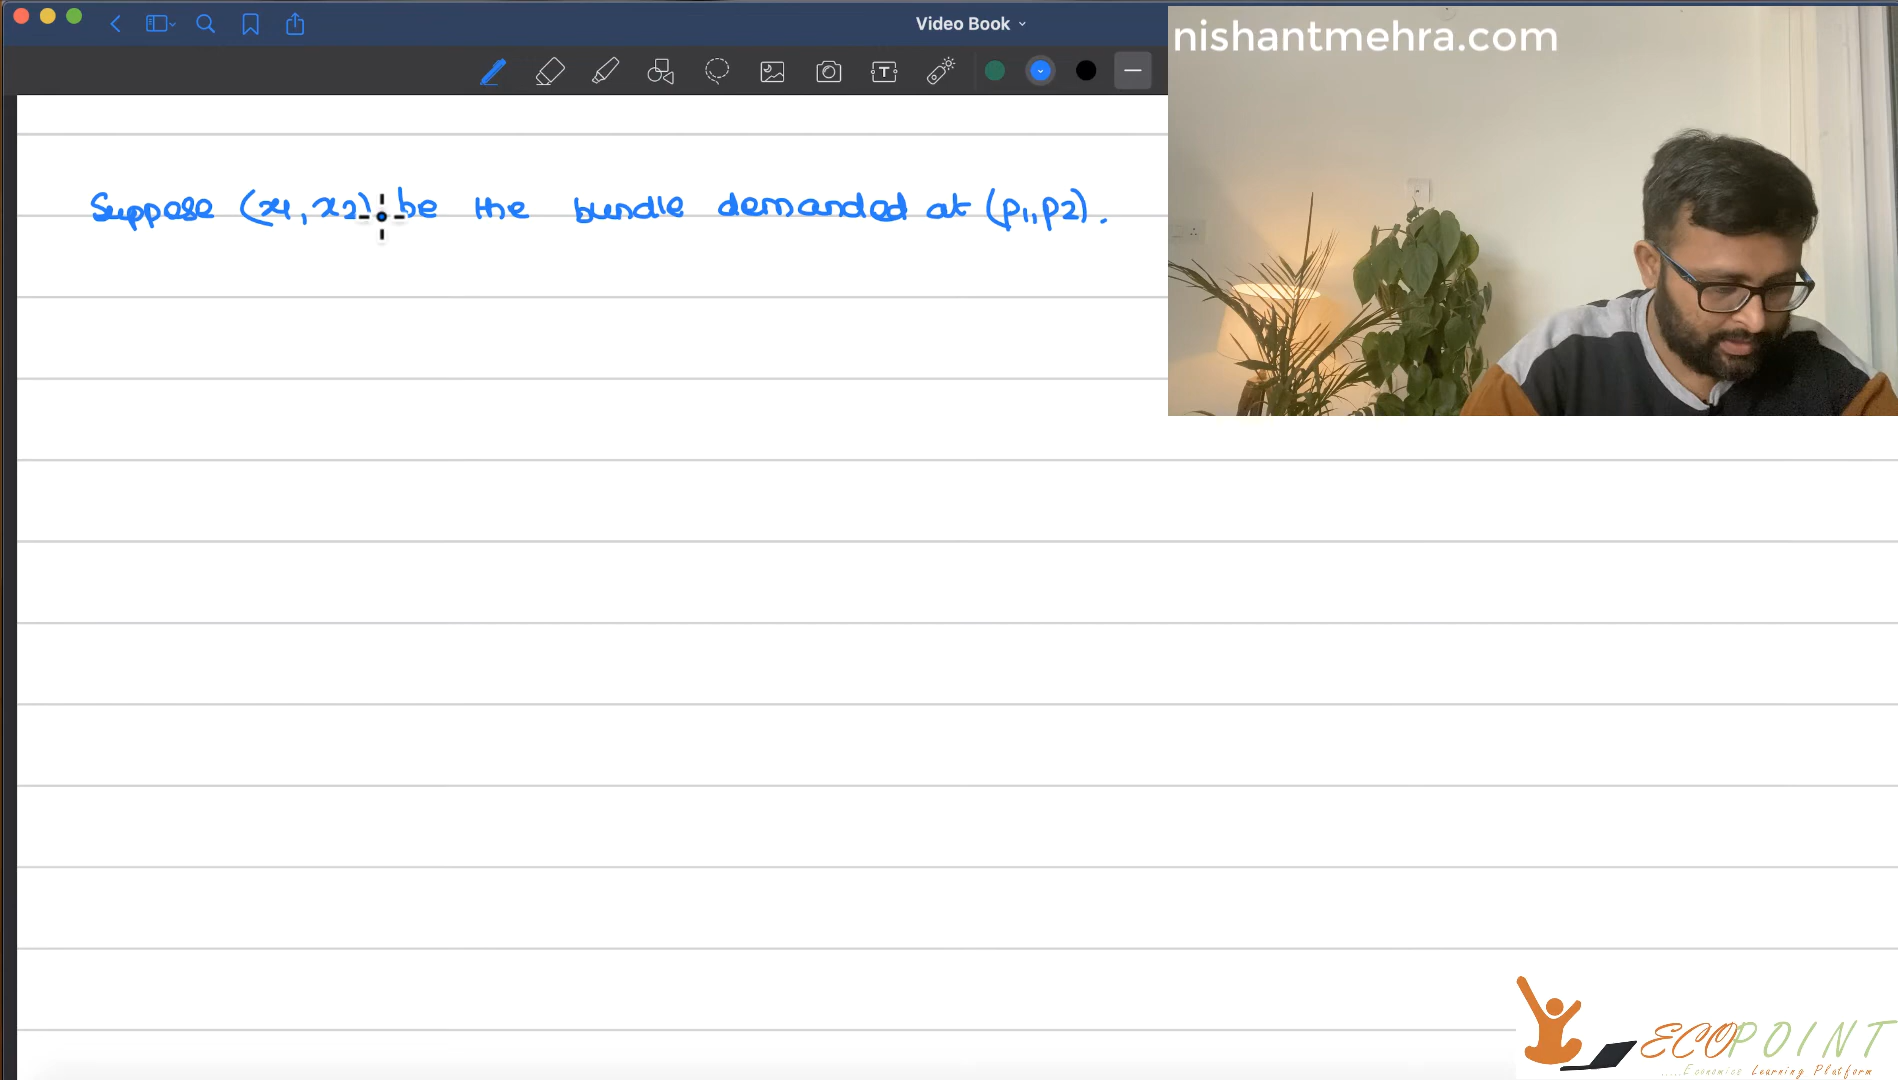 Video Book
nishantmehra.com
Suppose (x1, x2) be the bundle demanded at (p1, p2).
ECOPOINT
.....Economics Learning Platform